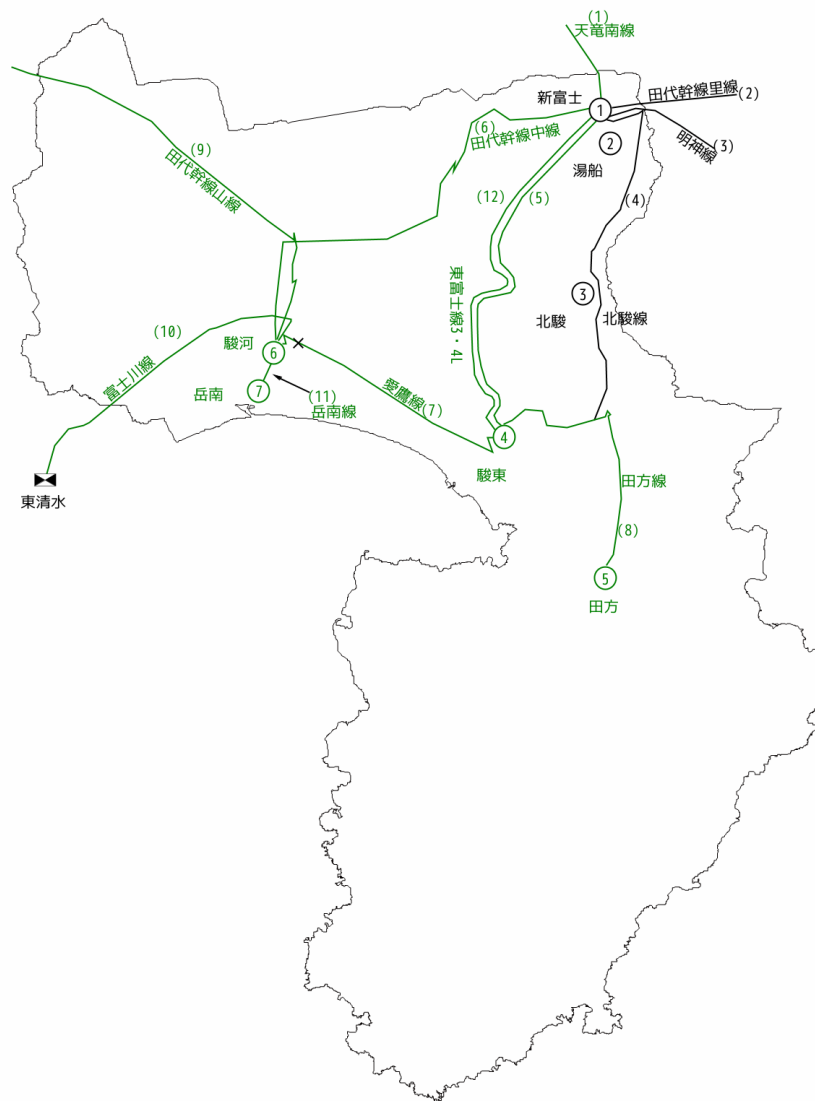 (1)
天竜南線
新富士
①
田代幹線里線
(2)
(6)
田代幹線中線
②
明神線
(3)
湯船
(9)
田代幹線山線
(12)
(5)
(4)
東富士線3・4L
③
北駿
北駿線
(10)
富士川線
駿河
⑥
岳南
⑦
(11)
岳南線
愛鷹線
(7)
④
駿東
東清水
田方線
(8)
⑤
田方